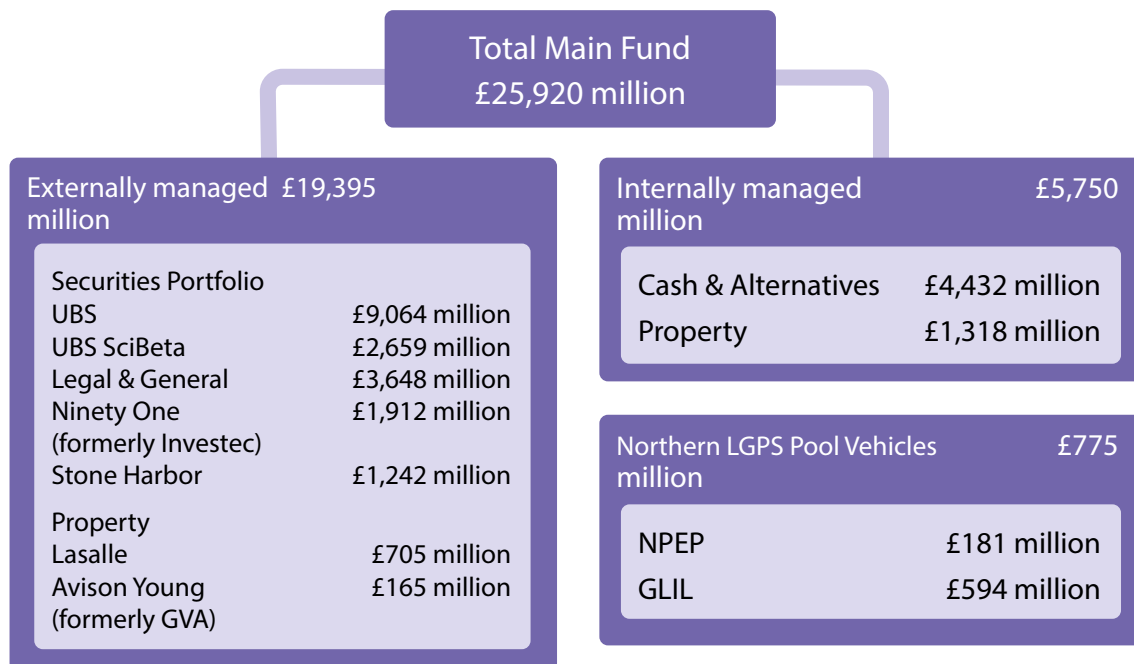 Total Main Fund
£25,920 million
Externally managed £19,395
million
Securities Portfolio
UBS £9,064 million
UBS SciBeta £2,659 million
Legal & General £3,648 million
Ninety One £1,912 million
(formerly Investec)
Stone Harbor £1,242 million
Property
Lasalle £705 million
Avison Young £165 million
(formerly GVA)
Internally managed £5,750
million
Cash & Alternatives £4,432 million
Property £1,318 million
Northern LGPS Pool Vehicles £775
million
NPEP £181 million
GLIL £594 million